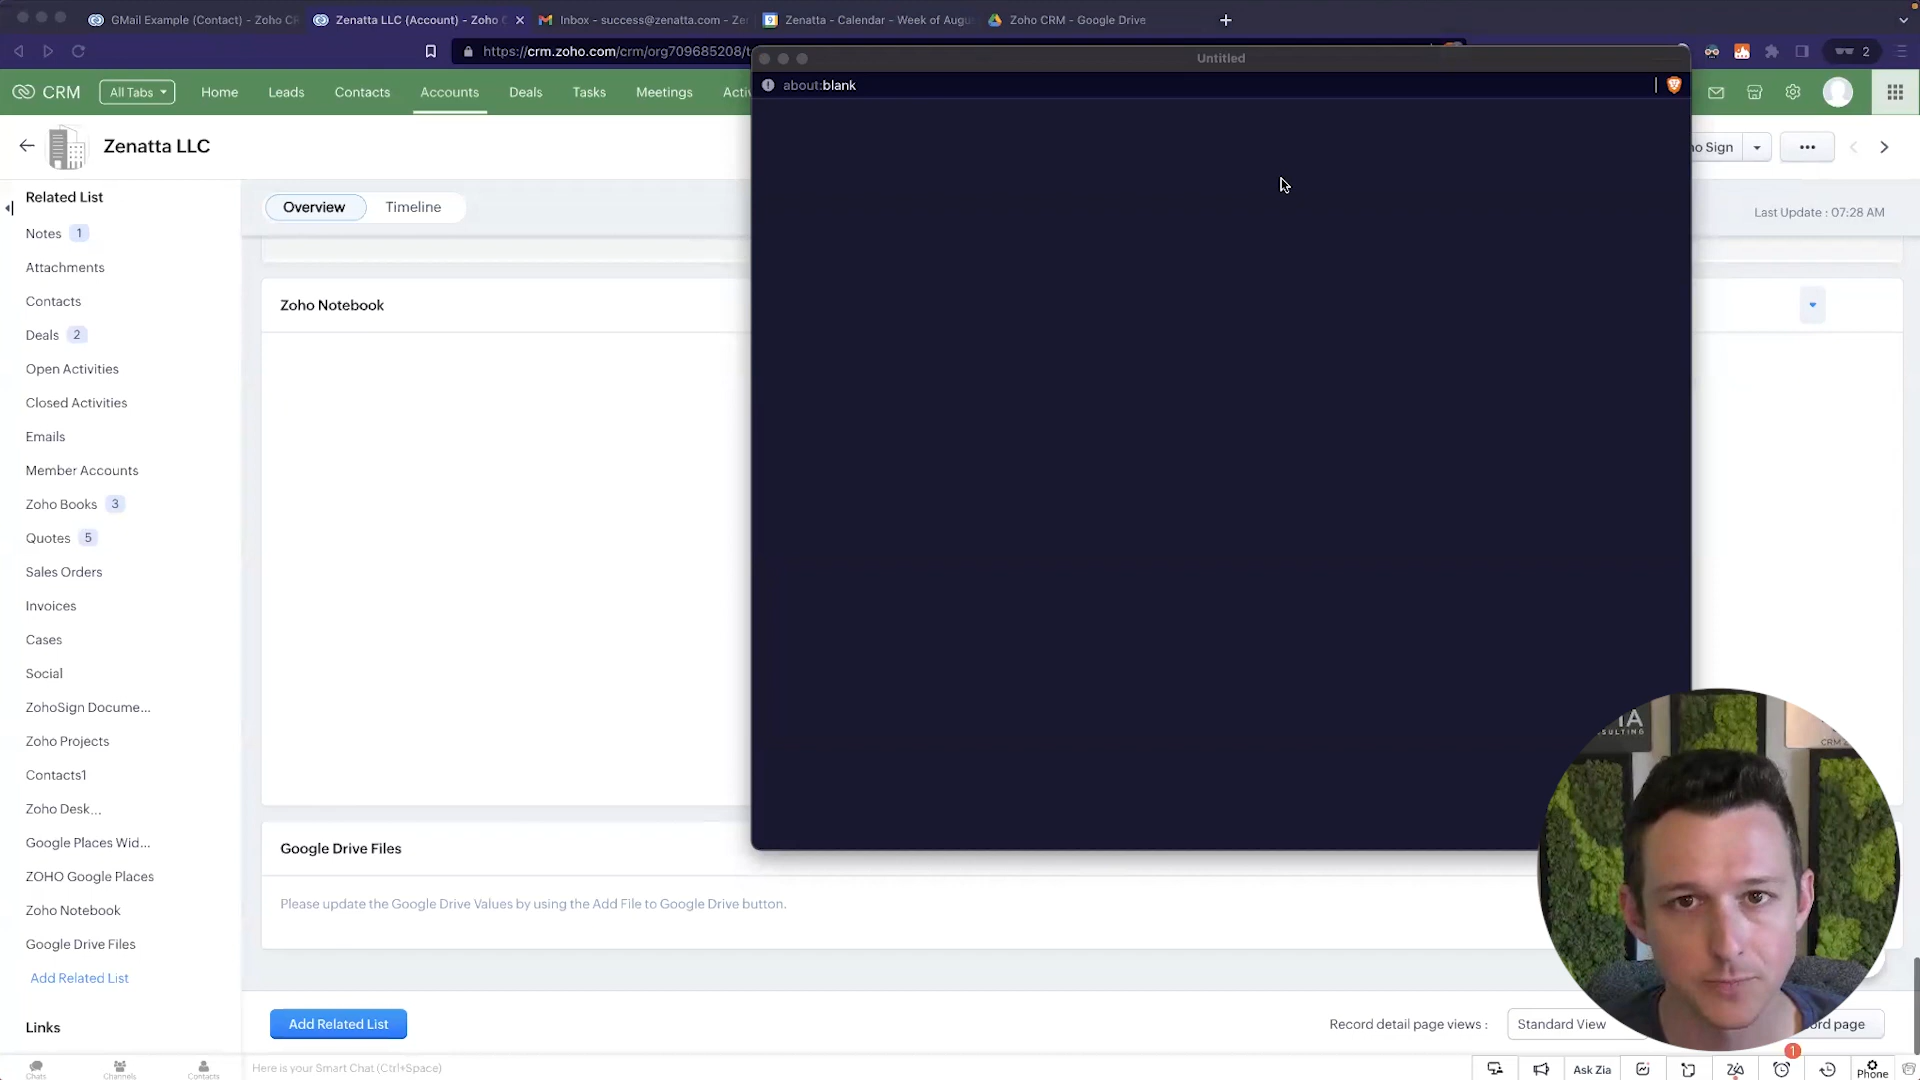 GMail Example (Contact) - Zoho CR
Zenatta LLC (Account) - Zoho
Inbox - success@zenatta.com - Zen
Zenatta - Calendar - Week of Augu
Zoho CRM - Google Drive
https://crm.zoho.com/crm/org709685208/t
2
Untitled
about:blank
CRM
All Tabs
Home
Leads
Contacts
Accounts
Deals
Tasks
Meetings
Activ
Zenatta LLC
ho Sign
Related List
Notes 1
Attachments
Contacts
Deals 2
Open Activities
Closed Activities
Emails
Member Accounts
Zoho Books 3
Quotes 5
Sales Orders
Invoices
Cases
Social
ZohoSign Docume...
Zoho Projects
Contacts1
Zoho Desk...
Google Places Wid...
ZOHO Google Places
Zoho Notebook
Google Drive Files
Add Related List
Links
Overview
Timeline
Last Update : 07:28 AM
Zoho Notebook
Google Drive Files
Please update the Google Drive Values by using the Add File to Google Drive button.
Add Related List
Record detail page views :
Standard View
ord page
Chats
Channels
Contacts
Here is your Smart Chat (Ctrl+Space)
Ask Zia
1
Phone